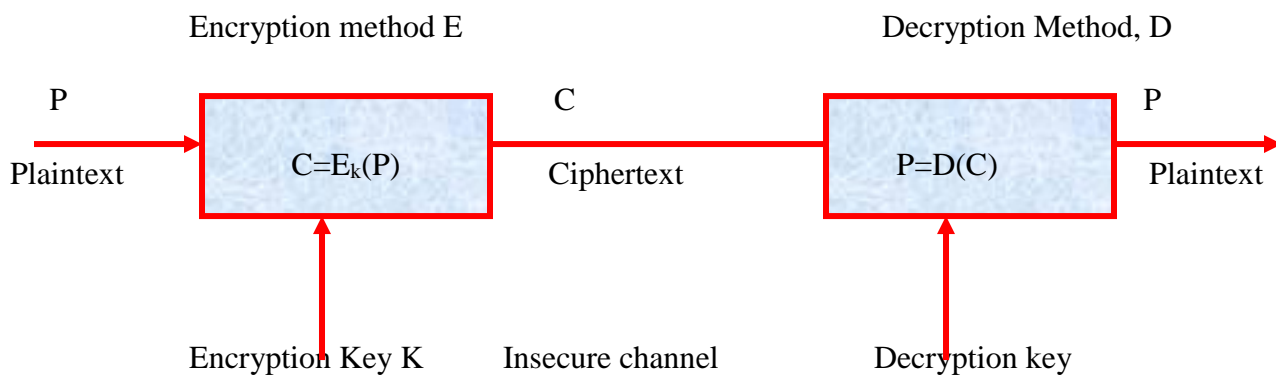 Encryption method E
Decryption Method, D
P
C
P
C=Eₖ(P)
P=D(C)
Plaintext
Ciphertext
Plaintext
Encryption Key K
Insecure channel
Decryption key